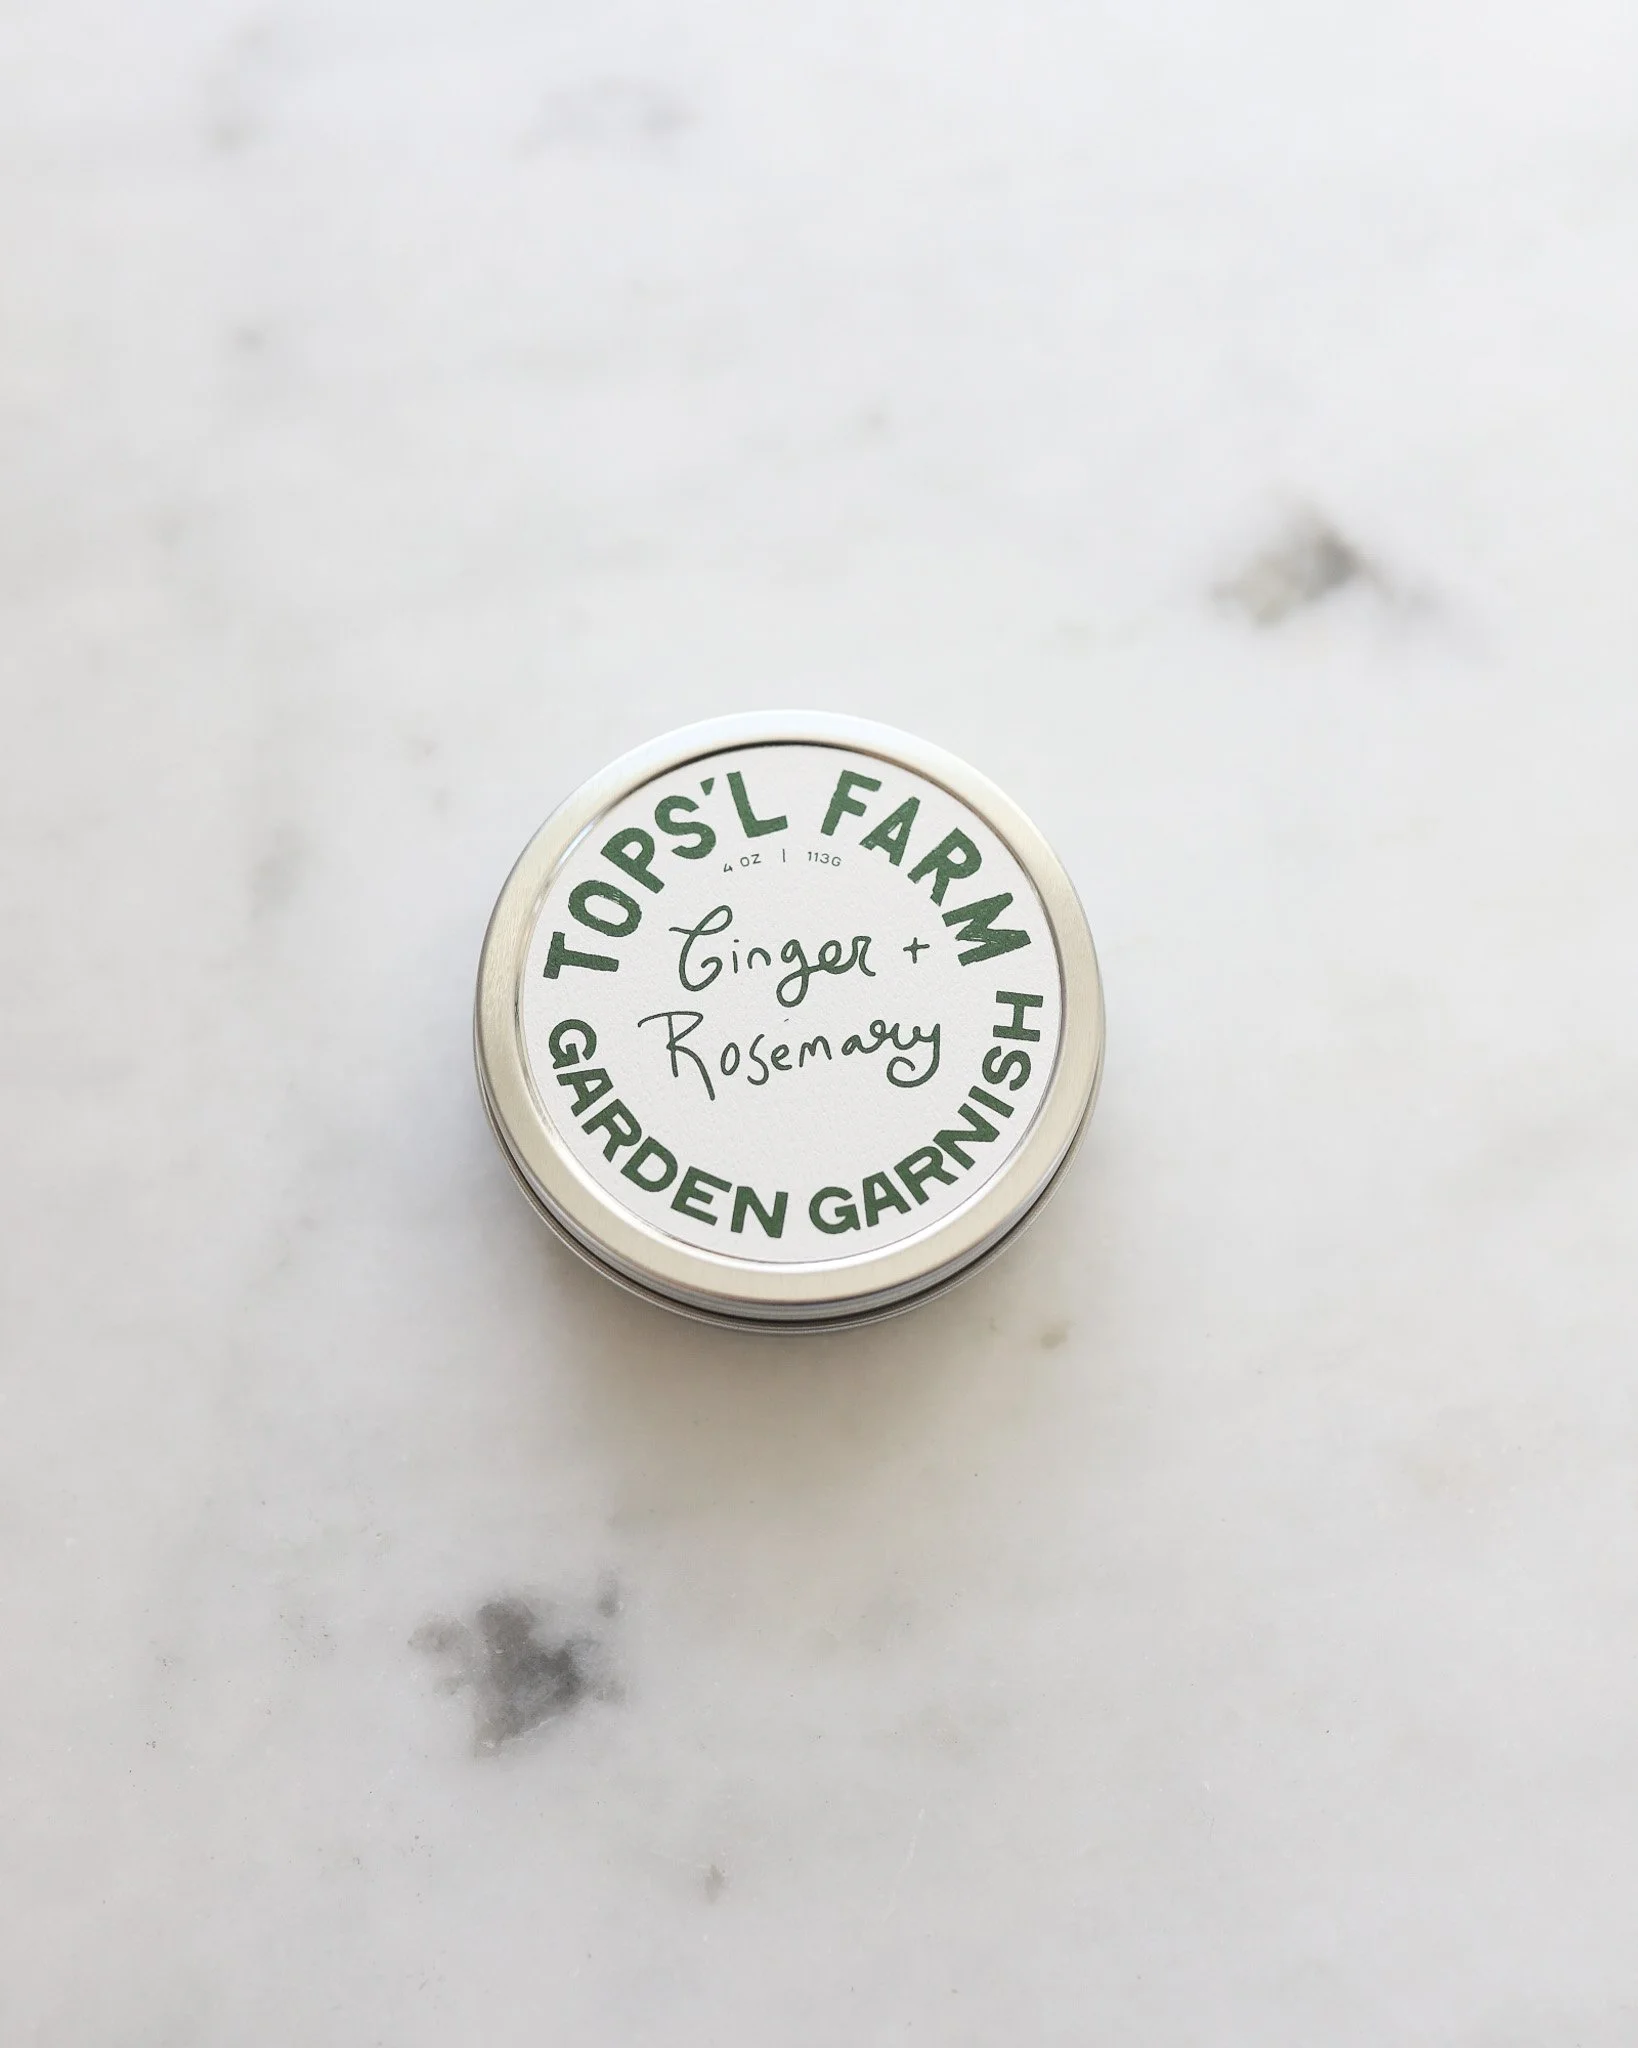 TOPS'L FARM
4 OZ | 113G
Ginger +
Rosemary
GARDEN GARNISH